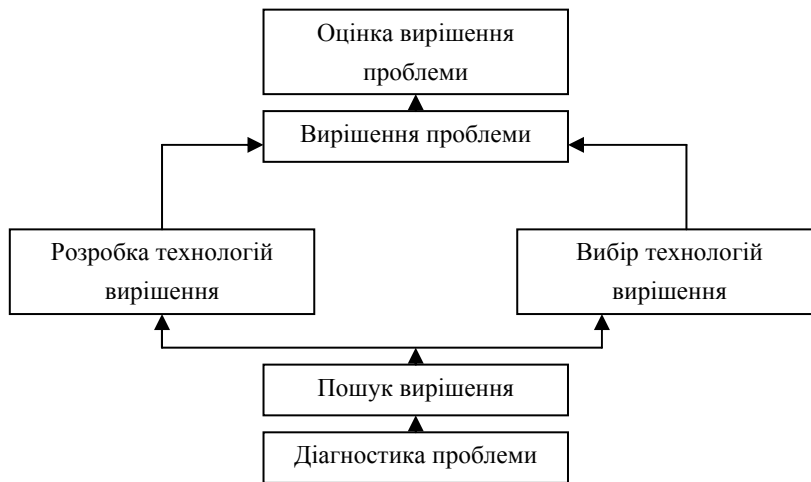 Оцінка вирішення
проблеми
Вирішення проблеми
Розробка технологій
вирішення
Вибір технологій
вирішення
Пошук вирішення
Діагностика проблеми